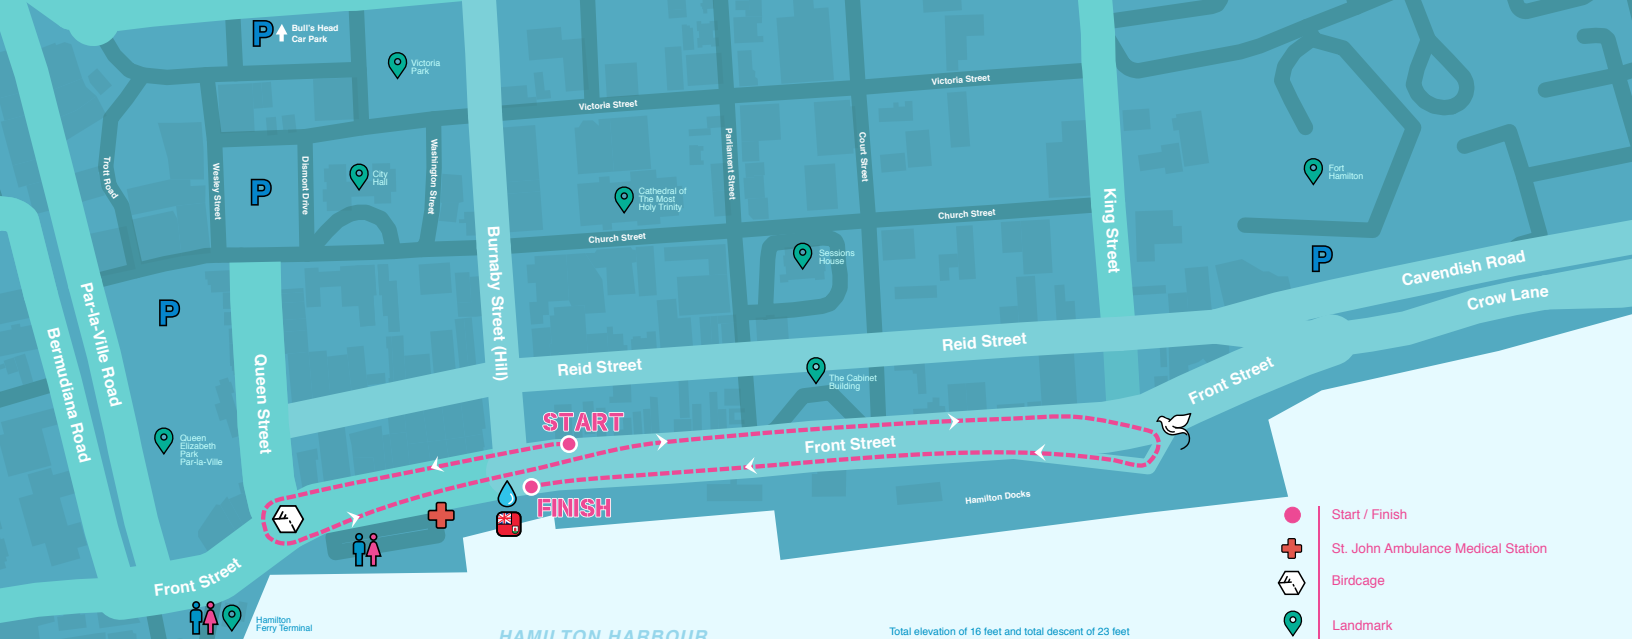 P
Bull's Head
Car Park
Victoria
Park
Victoria Street
Victoria Street
Trott Road
Wesley Street
Dismont Drive
Washington Street
Parliament Street
Court Street
P
City
Hall
Cathedral of
The Most
Holy Trinity
Fort
Hamilton
King Street
Church Street
Church Street
Burnaby Street (Hill)
Sessions
House
P
Cavendish Road
Crow Lane
Par-la-Ville Road
P
Bermudiana Road
Queen Street
Reid Street
Reid Street
The Cabinet
Building
Front Street
START
Queen
Elizabeth
Park
Par-la-Ville
Front Street
FINISH
Hamilton Docks
Front Street
Hamilton
Ferry Terminal
HAMILTON HARBOUR
Total elevation of 16 feet and total descent of 23 feet
Start / Finish
St. John Ambulance Medical Station
Birdcage
Landmark